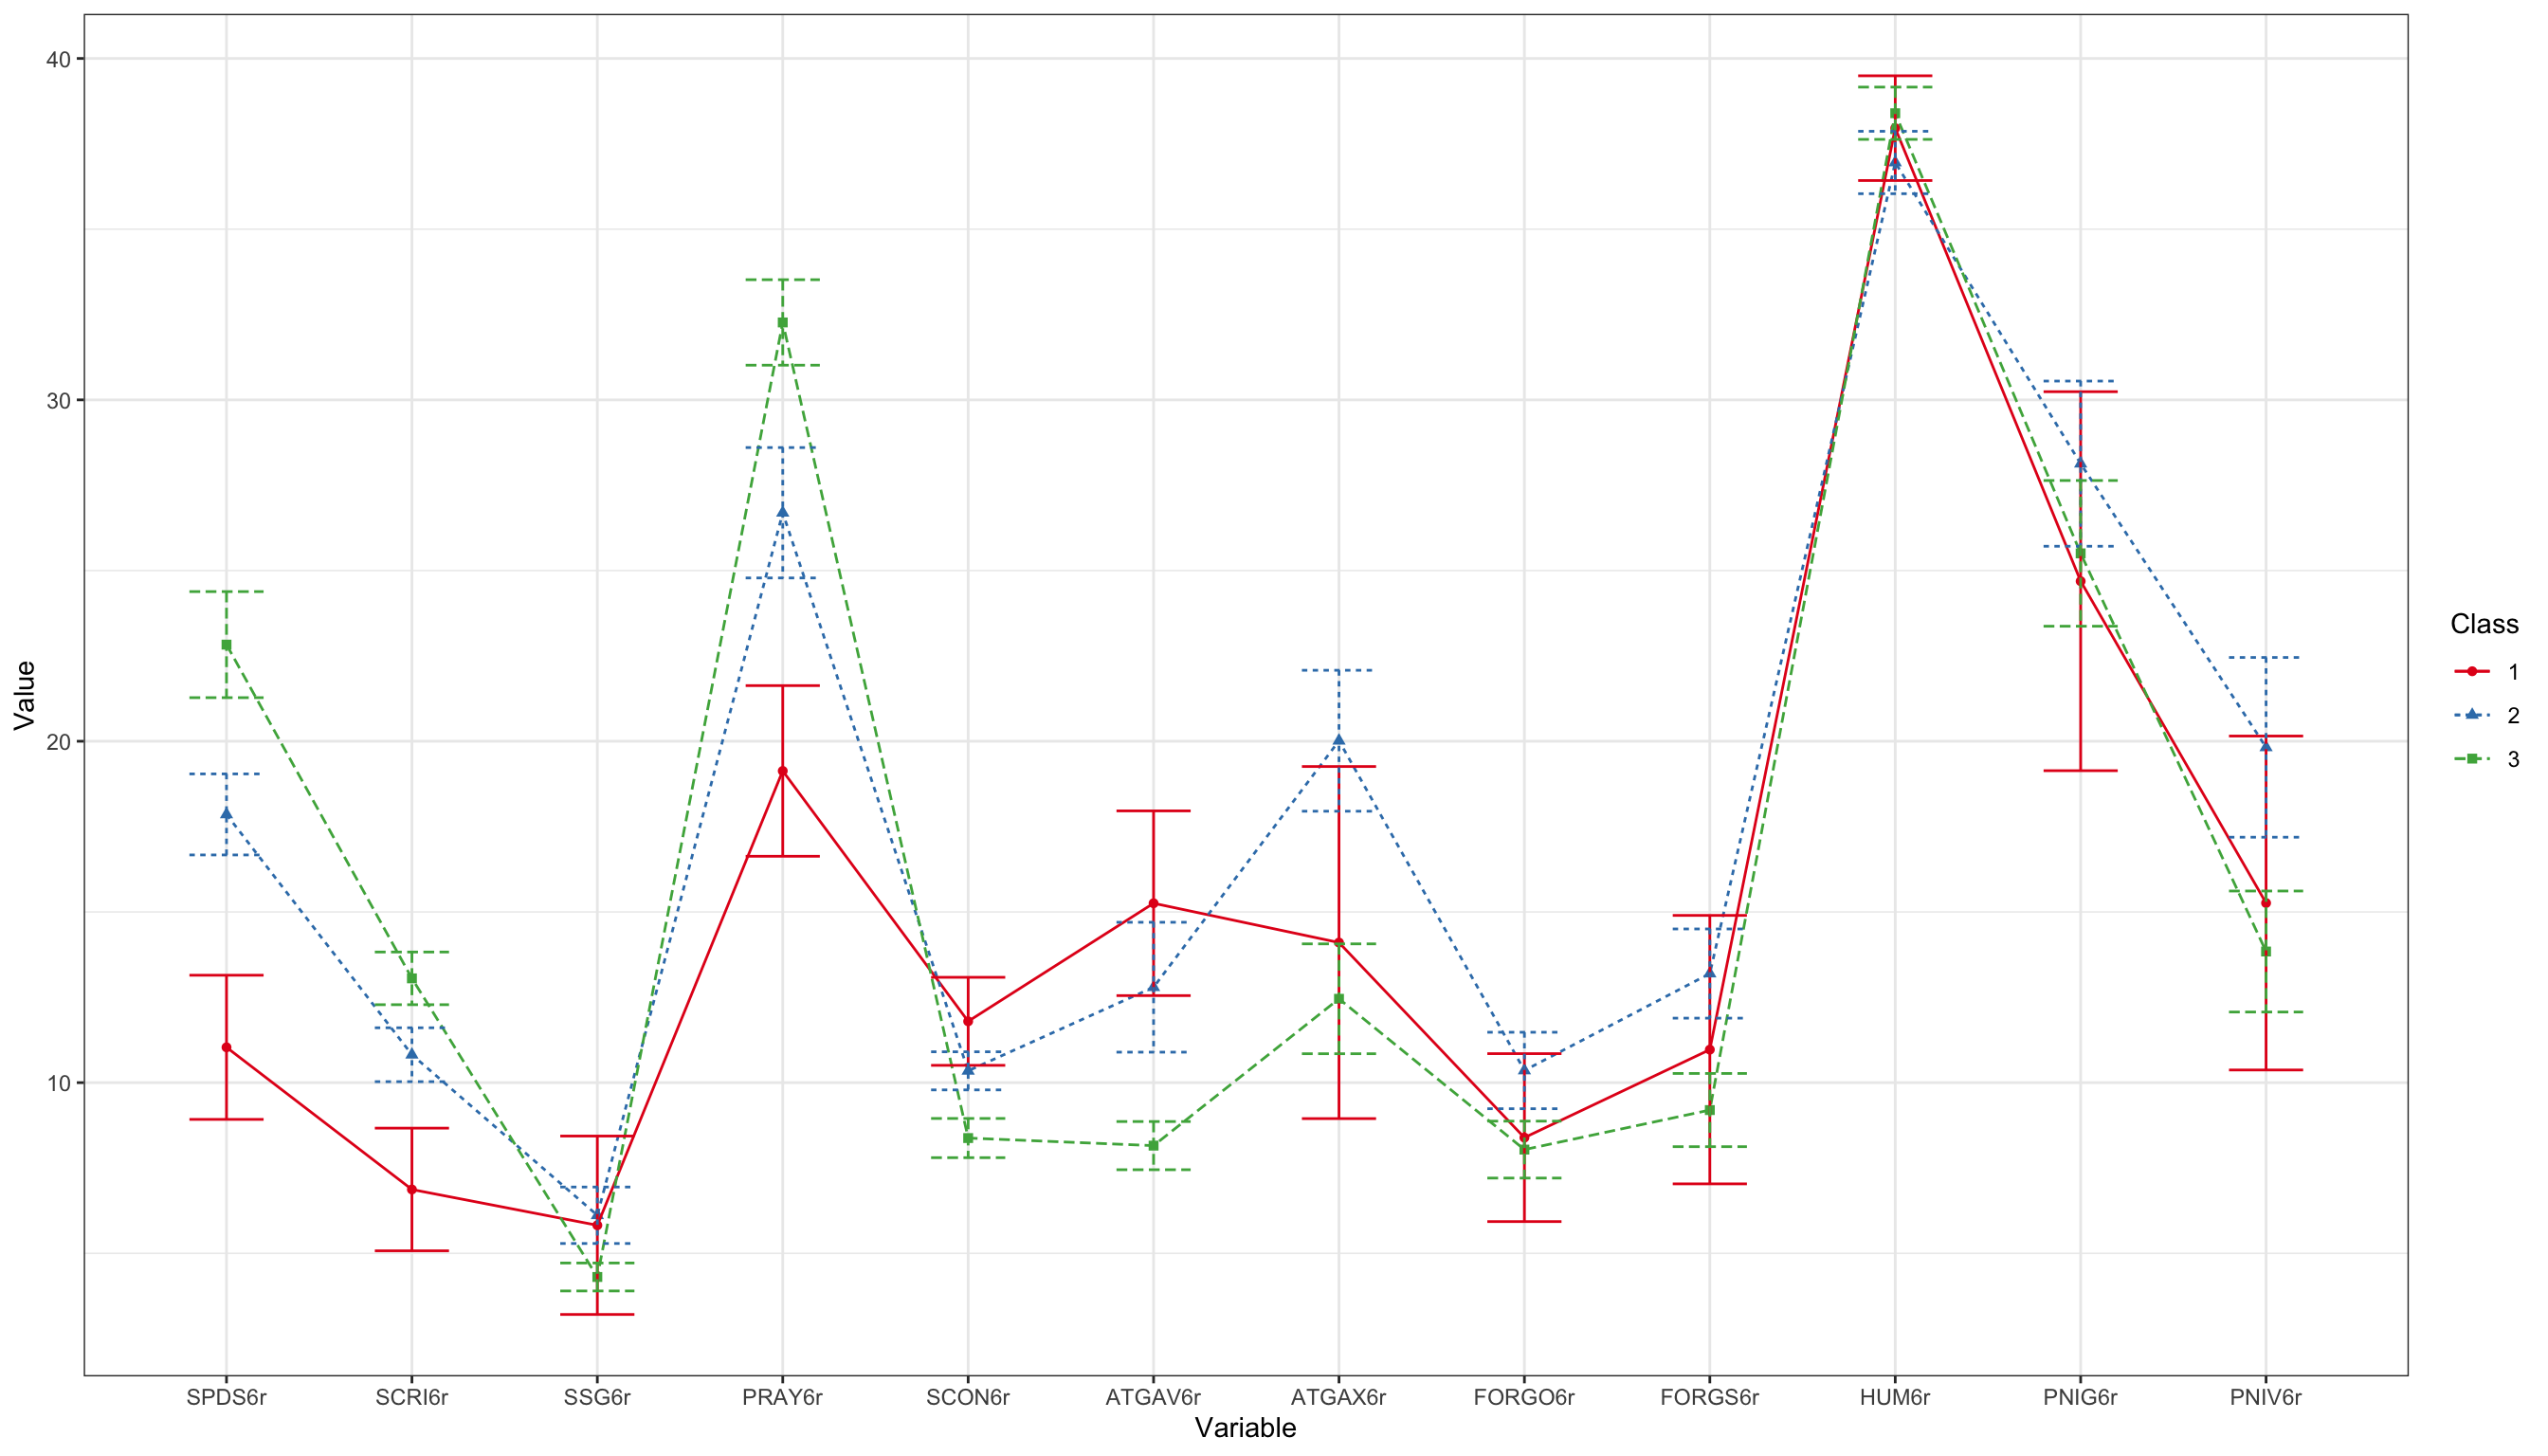 40
30
20
10
Value
SPDS6r SCRI6r SSG6r PRAY6r SCON6r ATGAV6r ATGAX6r FORGO6r FORGS6r HUM6r PNIG6r PNIV6r
Variable
Class
1
2
3